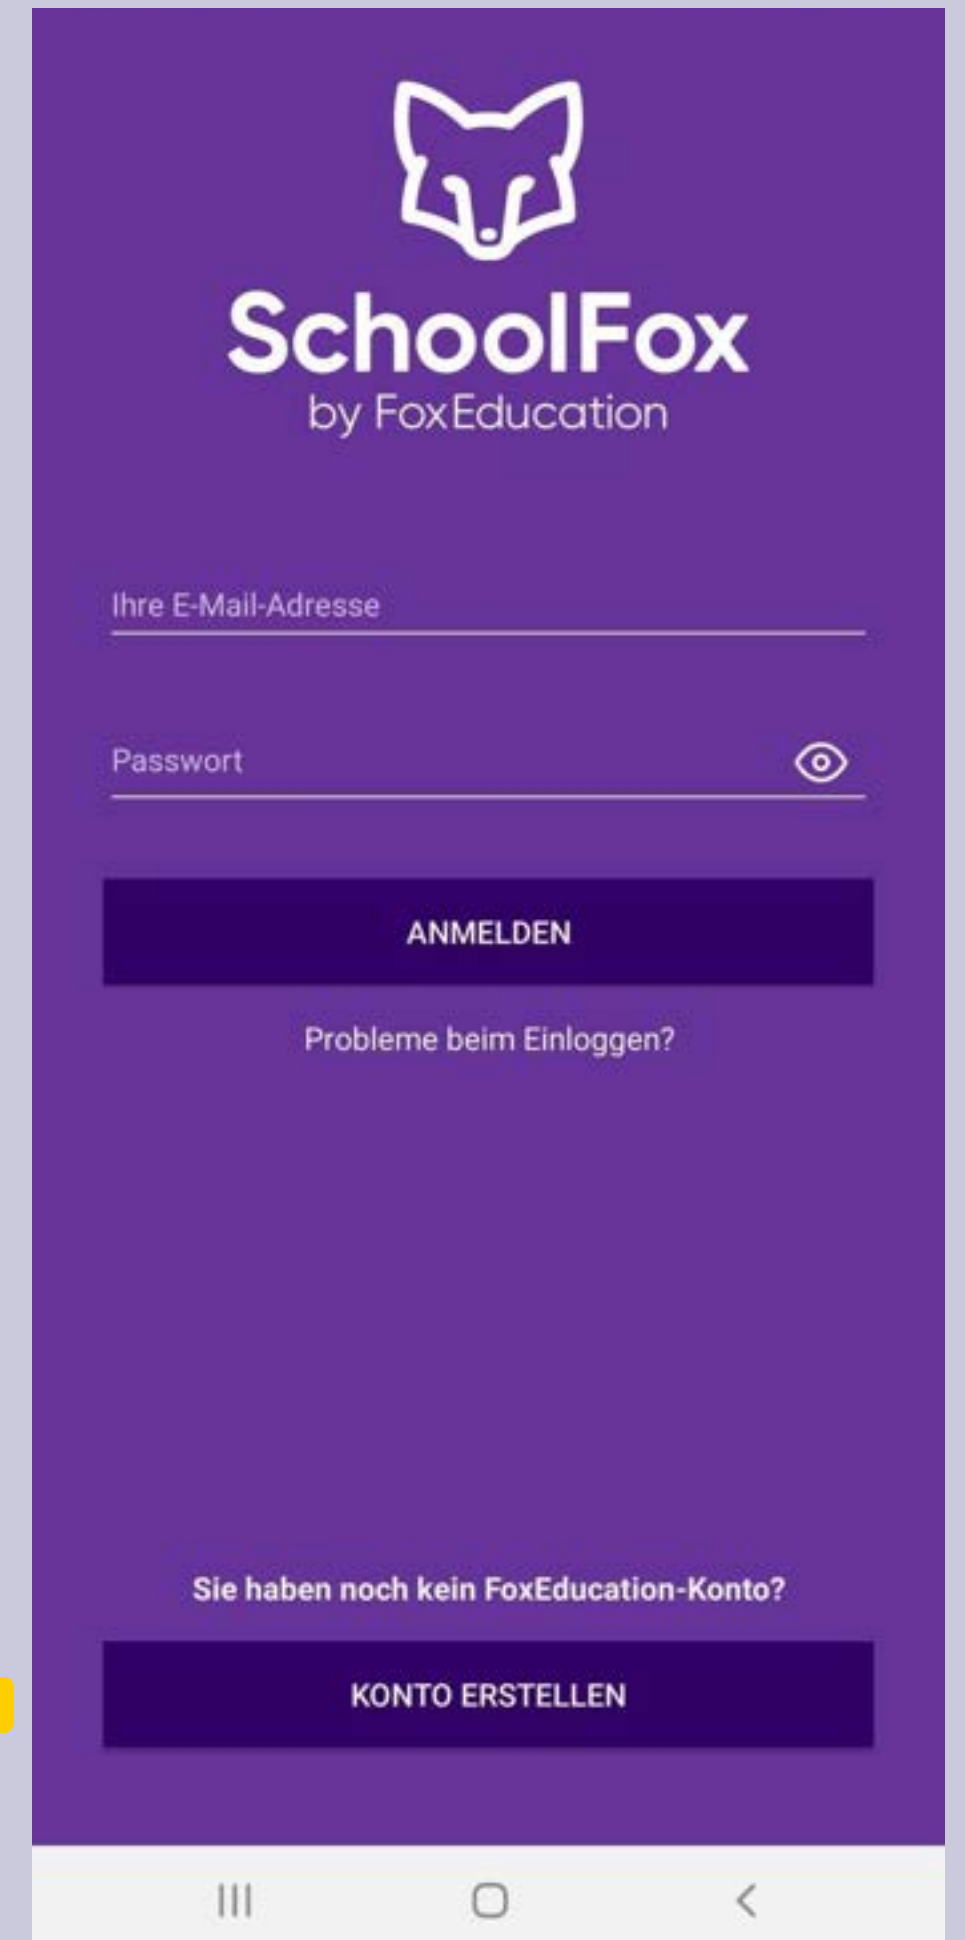 SchoolFox
by FoxEducation
Ihre E-Mail-Adresse
Passwort
ANMELDEN
Probleme beim Einloggen?
Sie haben noch kein FoxEducation-Konto?
KONTO ERSTELLEN